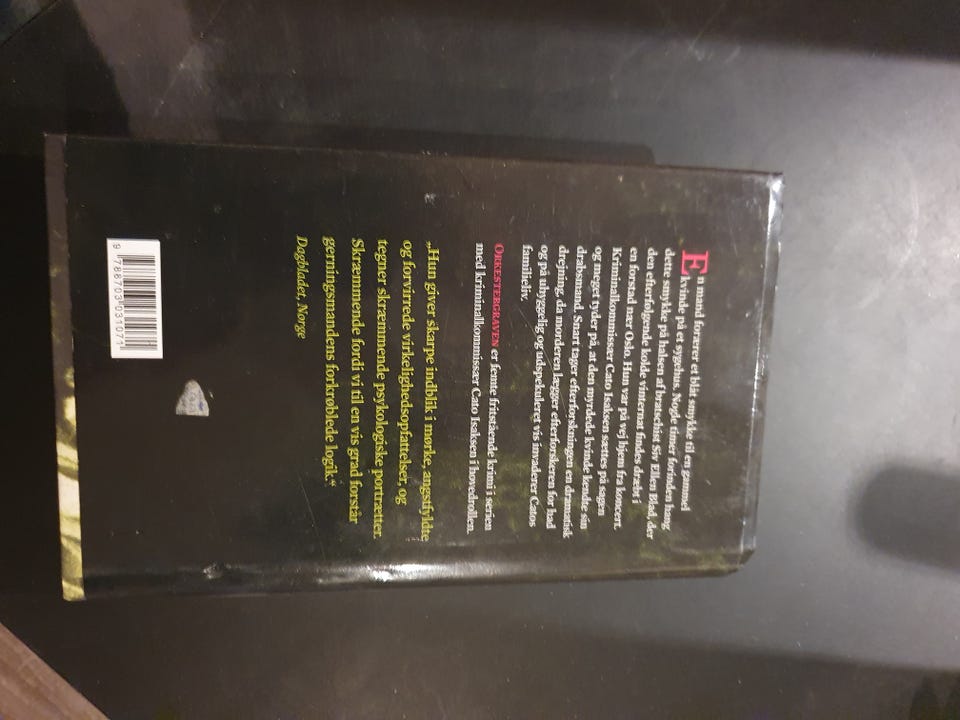 En mand forærer et blåt smykke til en gammel
kvinde på et sygehus. Nogle timer forinden hang
dette smykke på halsen af bratschist Siv Ellen Blad, der
den efterfølgende kolde vinternat findes dræbt i
en forstad nær Oslo. Hun var på vej hjem fra koncert.
Kriminalkommissær Cato Isaksen sættes på sagen
og meget tyder på, at den myrdede kvinde kendte sin
drabsmand. Snart tager efterforskningen en dramatisk
drejning, da morderen lægger efterforskeren for had
og på uhyggelig og udspekuleret vis invaderer Catos
familieliv.
ORKESTERGRAVEN er femte fritstående krimi i serien
med kriminalkommissær Cato Isaksen i hovedrollen.
„Hun giver skarpe indblik i mørke, angstfyldte
og forvirrede virkelighedsopfattelser, og
tegner skræmmende psykologiske portrætter.
Skræmmende fordi vi til en vis grad forstår
gerningsmandens forkroblede logik.“
Dagbladet, Norge
9 788793 031071